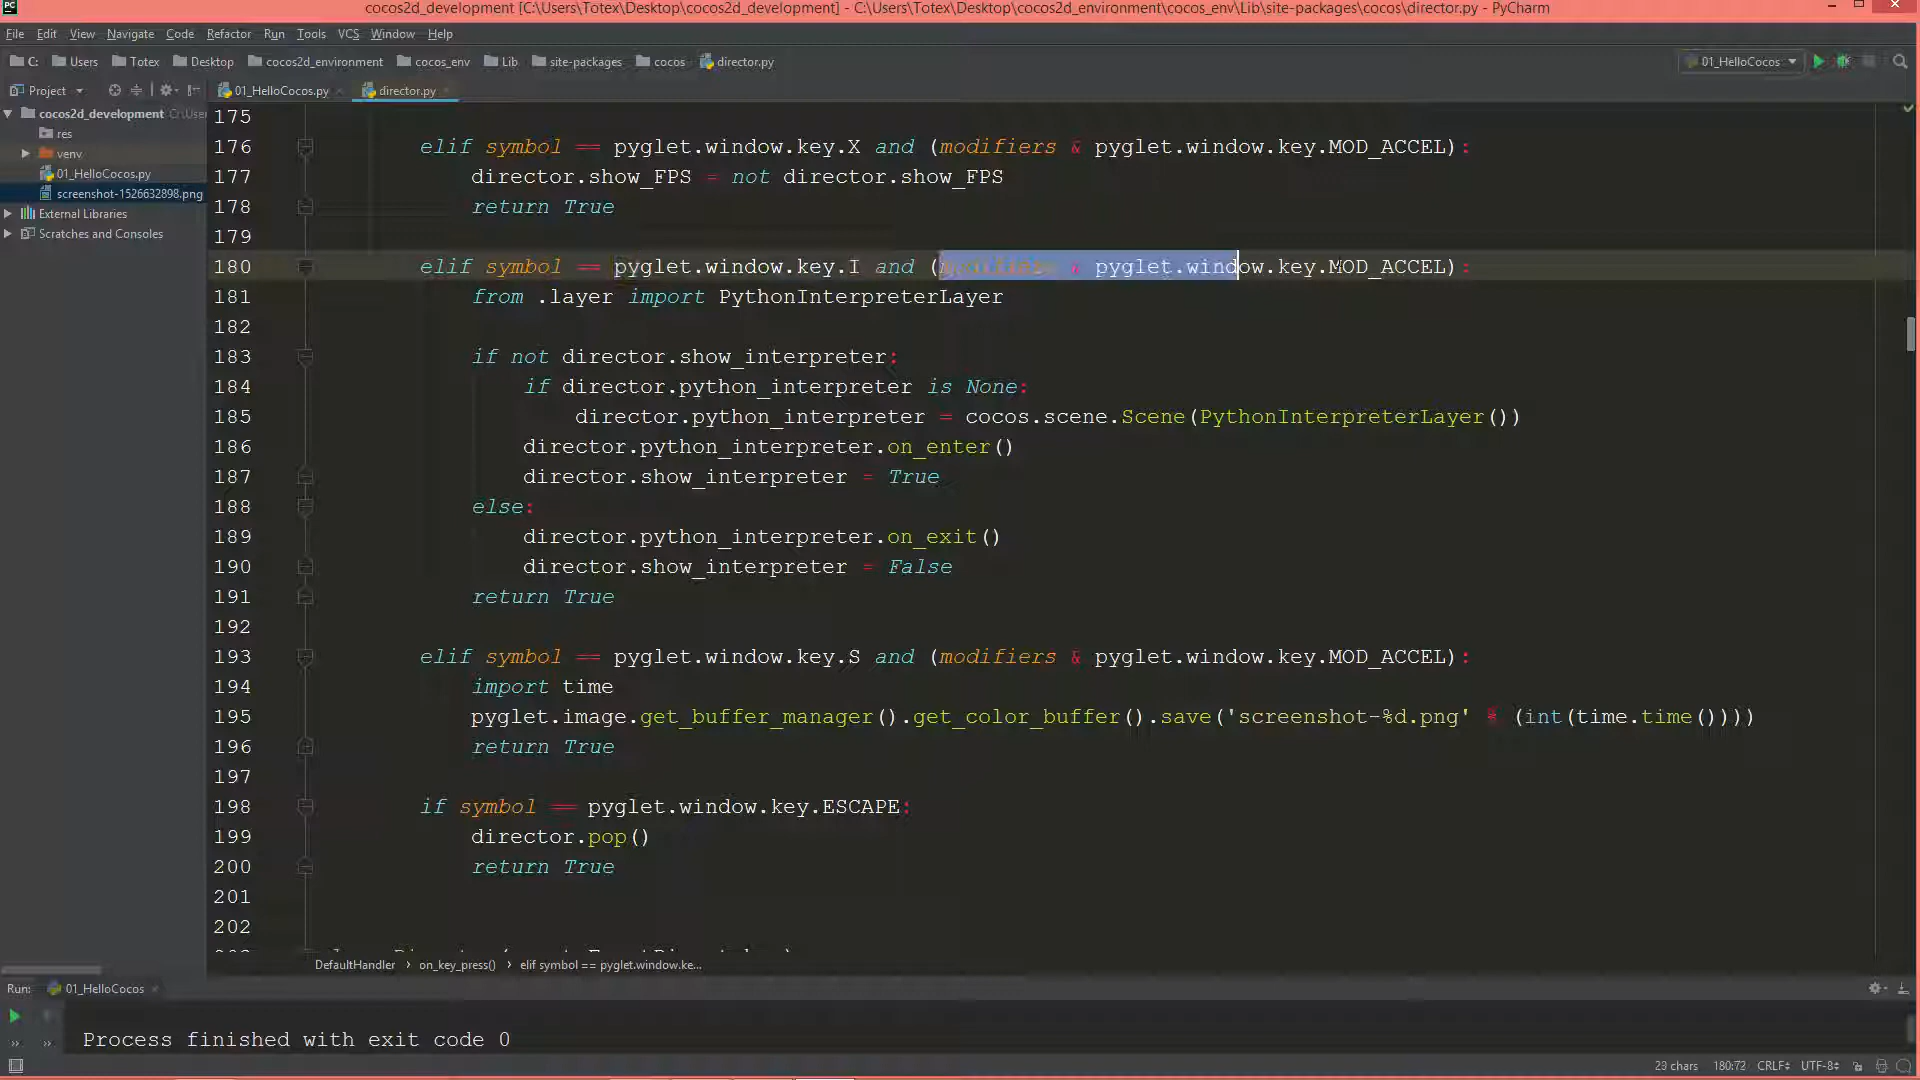 PC
cocos2d_development [C:\Users\Totex\Desktop\cocos2d_development] - C:\Users\Totex\Desktop\cocos2d_environment\cocos_env\Lib\site-packages\cocos\director.py - PyCharm
File Edit View Navigate Code Refactor Run Tools VCS Window Help
C: Users Totex Desktop cocos2d_environment cocos_env Lib site-packages cocos director.py 01_HelloCocos
Project 01_HelloCocos.py director.py
cocos2d_development C:\User
res
venv
01_HelloCocos.py
screenshot-1526632898.png
External Libraries
Scratches and Consoles
175
176 elif symbol == pyglet.window.key.X and (modifiers & pyglet.window.key.MOD_ACCEL):
177 director.show_FPS = not director.show_FPS
178 return True
179
180 elif symbol == pyglet.window.key.I and (modifiers & pyglet.window.key.MOD_ACCEL):
181 from .layer import PythonInterpreterLayer
182
183 if not director.show_interpreter:
184 if director.python_interpreter is None:
185 director.python_interpreter = cocos.scene.Scene(PythonInterpreterLayer())
186 director.python_interpreter.on_enter()
187 director.show_interpreter = True
188 else:
189 director.python_interpreter.on_exit()
190 director.show_interpreter = False
191 return True
192
193 elif symbol == pyglet.window.key.S and (modifiers & pyglet.window.key.MOD_ACCEL):
194 import time
195 pyglet.image.get_buffer_manager().get_color_buffer().save('screenshot-%d.png' % (int(time.time())))
196 return True
197
198 if symbol == pyglet.window.key.ESCAPE:
199 director.pop()
200 return True
201
202
DefaultHandler › on_key_press() › elif symbol == pyglet.window.ke...
Run: 01_HelloCocos
Process finished with exit code 0
23 chars 180:72 CRLF UTF-8